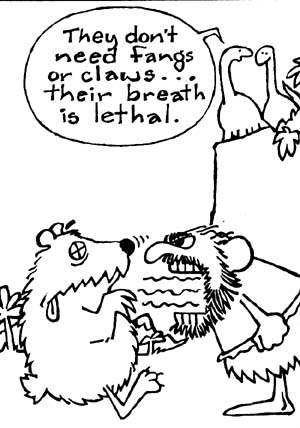 They don't
need fangs
or claws...
their breath
is lethal.